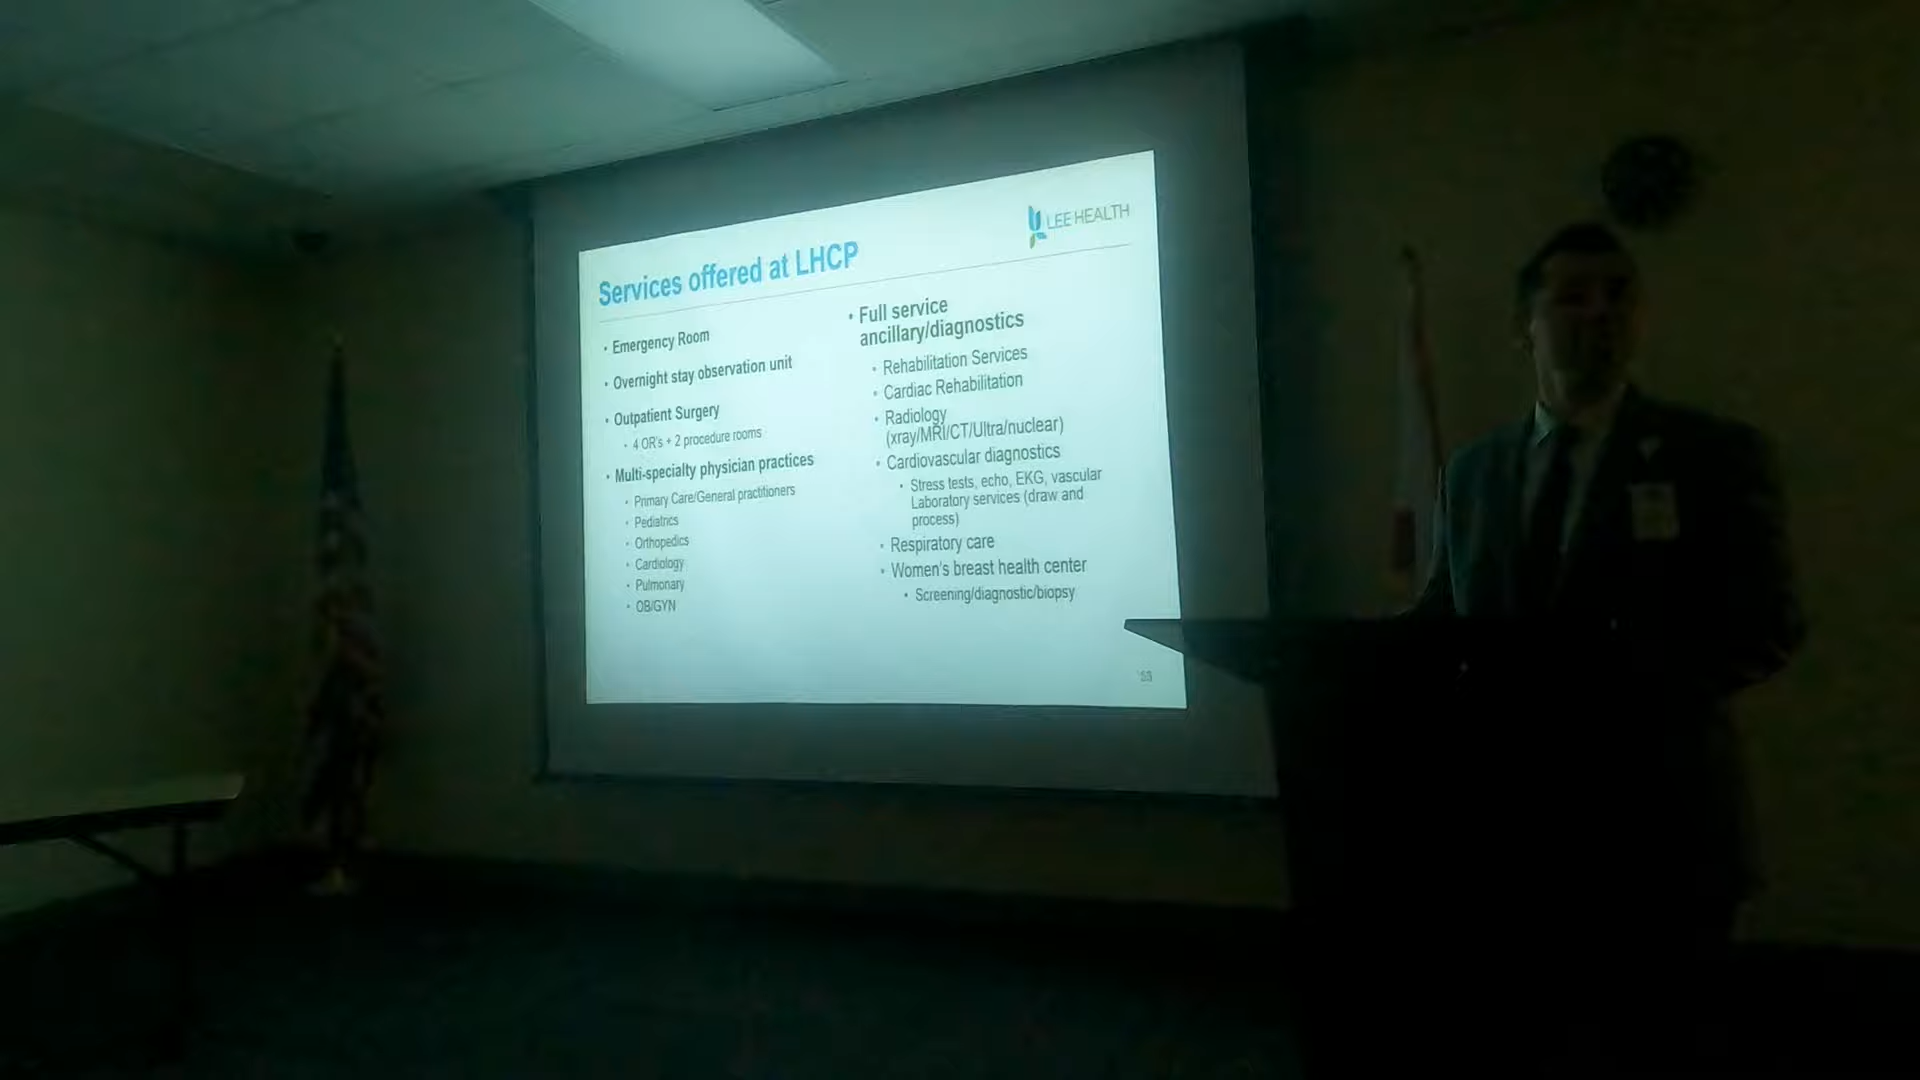 LEE HEALTH
Services offered at LHCP
• Emergency Room
• Overnight stay observation unit
• Outpatient Surgery
• 4 OR's + 2 procedure rooms
• Multi-specialty physician practices
• Primary Care/General practitioners
• Pediatrics
• Orthopedics
• Cardiology
• Pulmonary
• OB/GYN
• Full service
ancillary/diagnostics
• Rehabilitation Services
• Cardiac Rehabilitation
• Radiology
(xray/MRI/CT/Ultra/nuclear)
• Cardiovascular diagnostics
• Stress tests, echo, EKG, vascular
Laboratory services (draw and
process)
• Respiratory care
• Women's breast health center
• Screening/diagnostic/biopsy